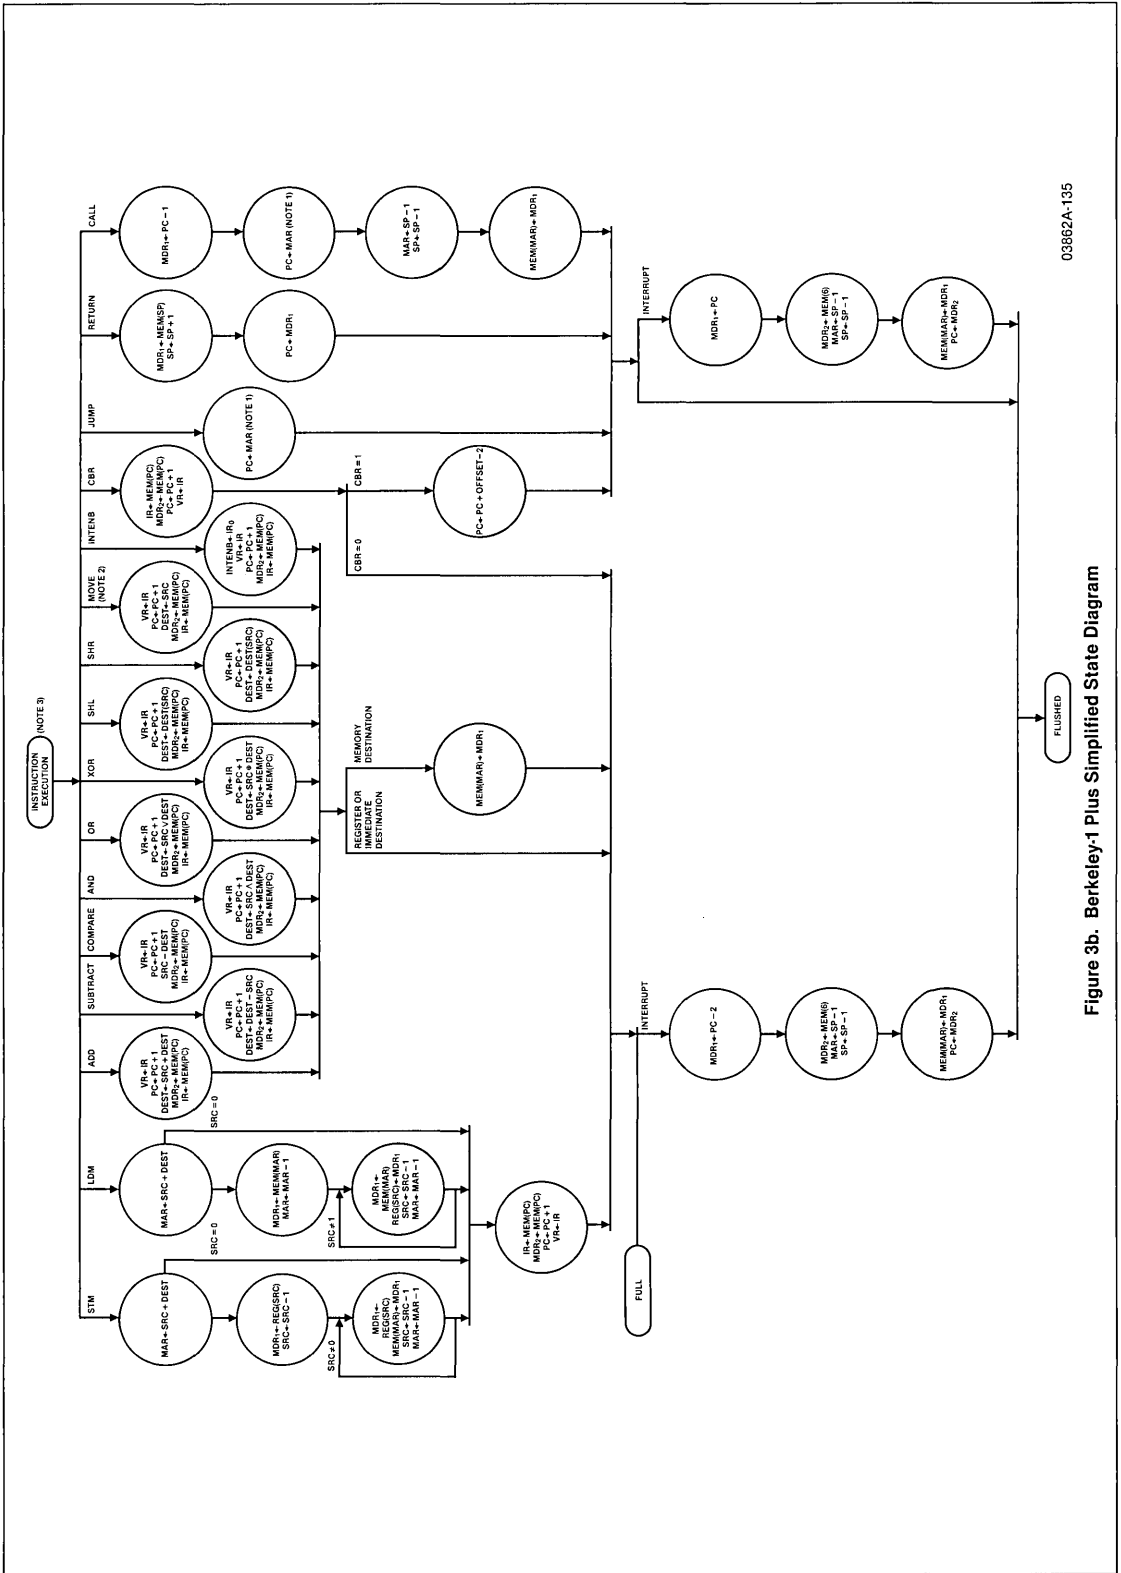 INSTRUCTION
EXECUTION
(NOTE 3)
STM
LDM
ADD
SUBTRACT
COMPARE
AND
OR
XOR
SHL
SHR
MOVE
(NOTE 2)
INTENB
CBR
JUMP
RETURN
CALL
MAR←SRC + DEST
SRC = 0
MDR₁←REG(SRC)
SRC←SRC − 1
SRC≠0
MDR₁←
REG(SRC)
MEM(MAR)←MDR₁
SRC←SRC − 1
MAR←MAR − 1
MAR←SRC + DEST
SRC = 0
MDR₁←MEM(MAR)
MAR←MAR − 1
SRC≠1
MDR₁←
MEM(MAR)
REG(SRC)←MDR₁
SRC←SRC − 1
MAR←MAR − 1
IR←MEM(PC)
MDR₂←MEM(PC)
PC←PC + 1
VR←IR
VR←IR
PC←PC + 1
DEST←SRC + DEST
MDR₂←MEM(PC)
IR←MEM(PC)
VR←IR
PC←PC + 1
DEST←DEST − SRC
MDR₂←MEM(PC)
IR←MEM(PC)
VR←IR
PC←PC + 1
SRC − DEST
MDR₂←MEM(PC)
IR←MEM(PC)
VR←IR
PC←PC + 1
DEST←SRC ∧ DEST
MDR₂←MEM(PC)
IR←MEM(PC)
VR←IR
PC←PC + 1
DEST←SRC ∨ DEST
MDR₂←MEM(PC)
IR←MEM(PC)
VR←IR
PC←PC + 1
DEST←SRC ⊕ DEST
MDR₂←MEM(PC)
IR←MEM(PC)
VR←IR
PC←PC + 1
DEST←DEST(SRC)
MDR₂←MEM(PC)
IR←MEM(PC)
VR←IR
PC←PC + 1
DEST←DEST(SRC)
MDR₂←MEM(PC)
IR←MEM(PC)
VR←IR
PC←PC + 1
DEST←SRC
MDR₂←MEM(PC)
IR←MEM(PC)
INTENB←IR₀
VR←IR
PC←PC + 1
MDR₂←MEM(PC)
IR←MEM(PC)
REGISTER OR
IMMEDIATE
DESTINATION
MEMORY
DESTINATION
MEM(MAR)←MDR₁
IR←MEM(PC)
MDR₂←MEM(PC)
PC←PC + 1
VR←IR
CBR = 0
CBR = 1
PC←PC + OFFSET − 2
PC←MAR (NOTE 1)
MDR₁←MEM(SP)
SP←SP + 1
PC←MDR₁
MDR₁←PC − 1
PC←MAR (NOTE 1)
MAR←SP − 1
SP←SP − 1
MEM(MAR)←MDR₁
FULL
INTERRUPT
MDR₁←PC − 2
MDR₂←MEM(6)
MAR←SP − 1
SP←SP − 1
MEM(MAR)←MDR₁
PC←MDR₂
INTERRUPT
MDR₁←PC
MDR₂←MEM(6)
MAR←SP − 1
SP←SP − 1
MEM(MAR)←MDR₁
PC←MDR₂
FLUSHED
03862A-135
Figure 3b. Berkeley-1 Plus Simplified State Diagram